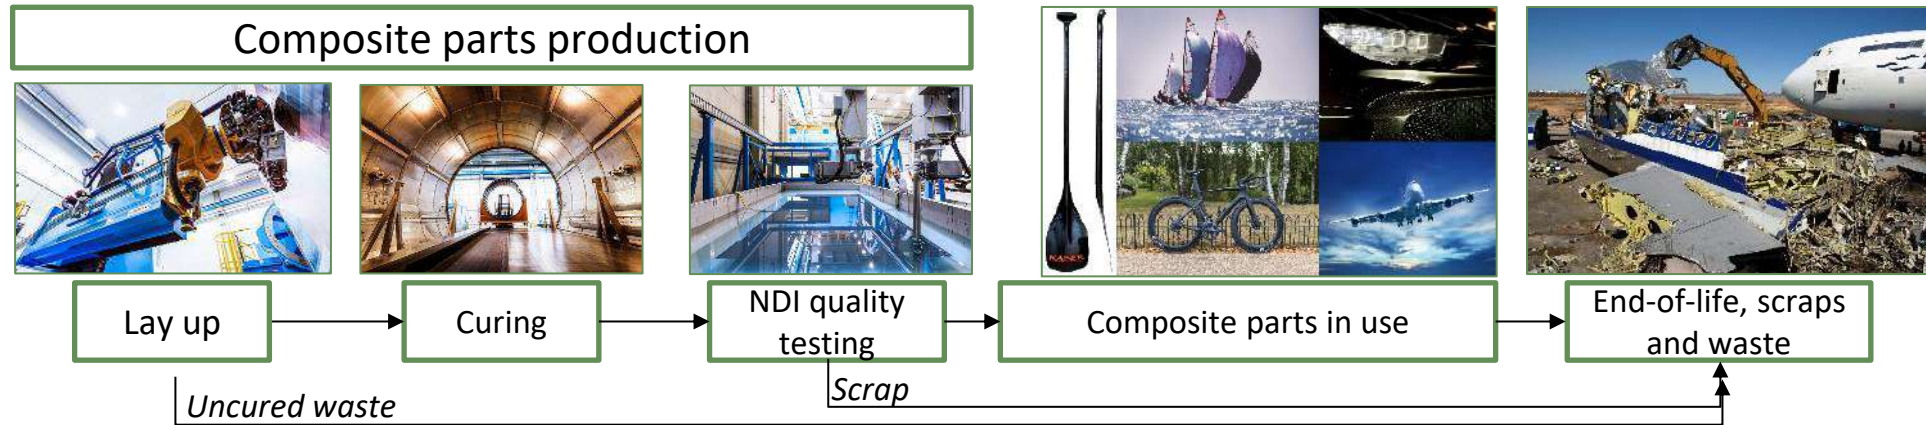 Composite parts production
KAISER
Lay up
Curing
NDI quality
testing
Composite parts in use
End-of-life, scraps
and waste
Scrap
Uncured waste